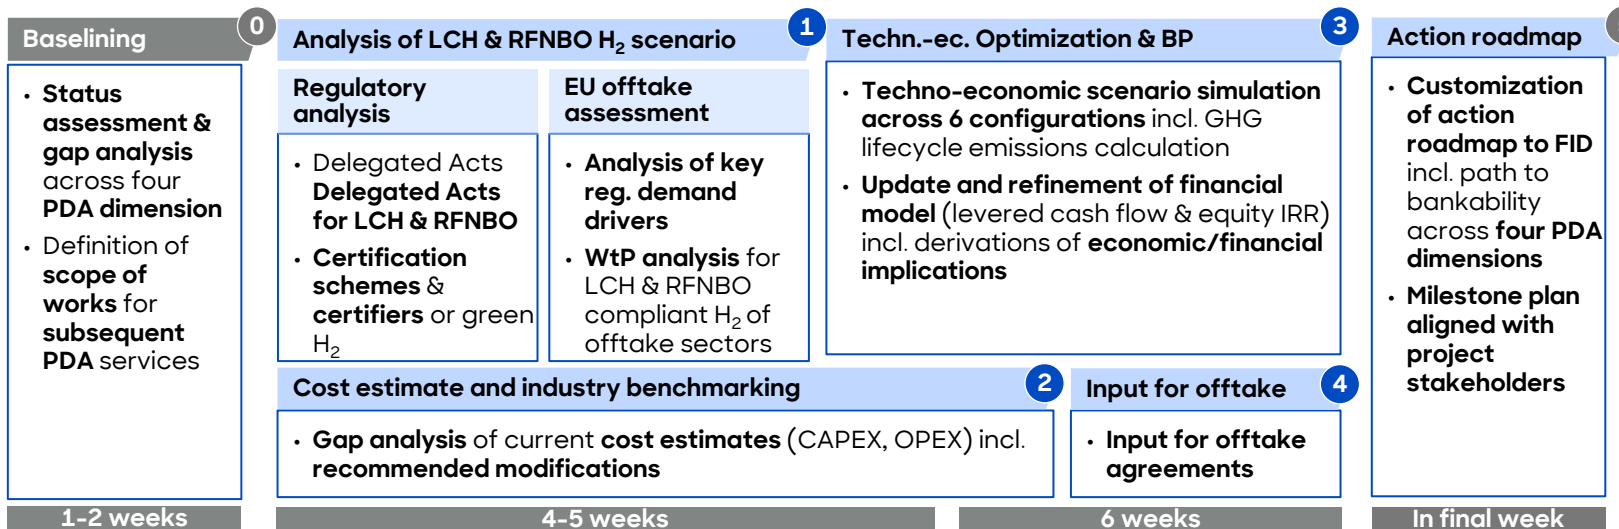 Baselining
0
Status
assessment &
gap analysis
across four
PDA dimension
Definition of
scope of
works for
subsequent
PDA services
1-2 weeks
Analysis of LCH & RFNBO H₂ scenario
1
Regulatory
analysis
Delegated Acts
Delegated Acts
for LCH & RFNBO
Certification
schemes &
certifiers or green
H₂
EU offtake
assessment
Analysis of key
reg. demand
drivers
WtP analysis for
LCH & RFNBO
compliant H₂ of
offtake sectors
Cost estimate and industry benchmarking
2
Gap analysis of current cost estimates (CAPEX, OPEX) incl.
recommended modifications
4-5 weeks
Techn.-ec. Optimization & BP
3
Techno-economic scenario simulation
across 6 configurations incl. GHG
lifecycle emissions calculation
Update and refinement of financial
model (levered cash flow & equity IRR)
incl. derivations of economic/financial
implications
Input for offtake
4
Input for offtake
agreements
6 weeks
Action roadmap
Customization
of action
roadmap to FID
incl. path to
bankability
across four PDA
dimensions
Milestone plan
aligned with
project
stakeholders
In final week